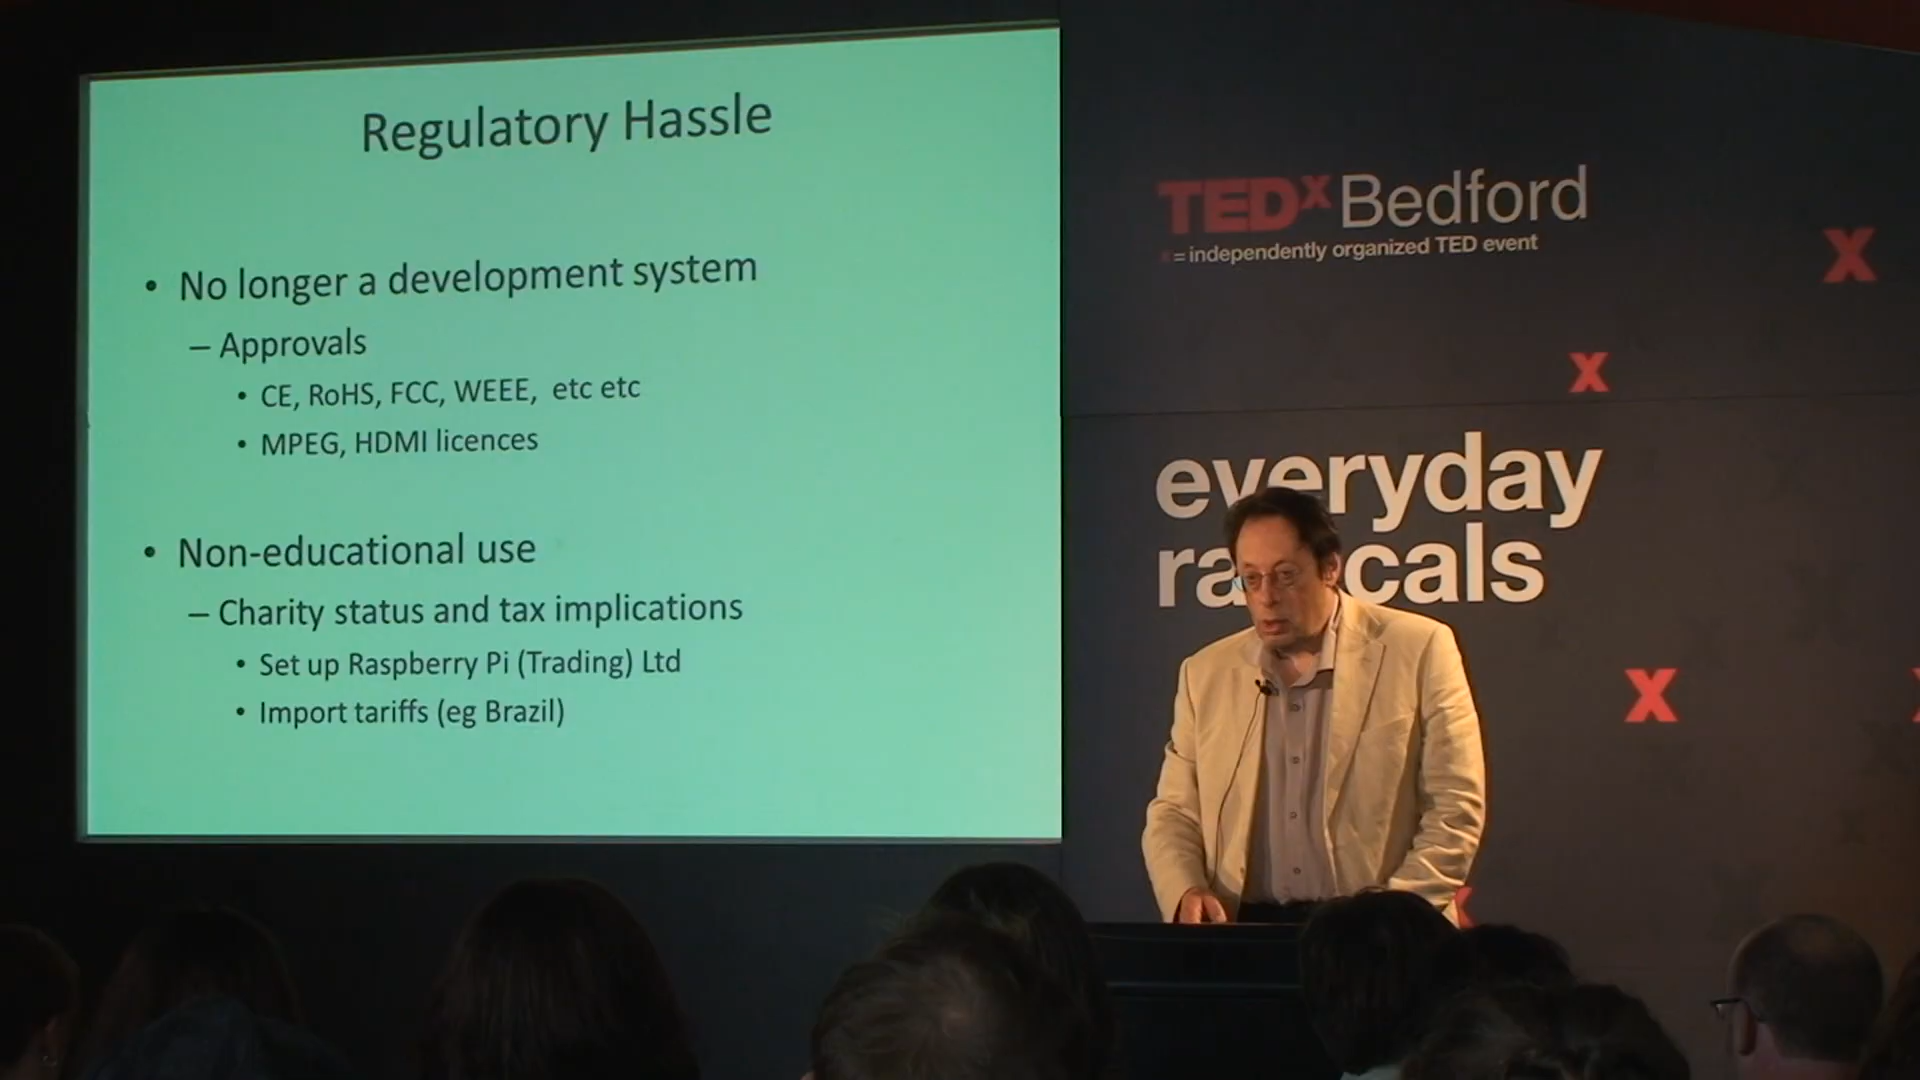 Regulatory Hassle
• No longer a development system
– Approvals
• CE, RoHS, FCC, WEEE, etc etc
• MPEG, HDMI licences
• Non-educational use
– Charity status and tax implications
• Set up Raspberry Pi (Trading) Ltd
• Import tariffs (eg Brazil)
TEDx Bedford
x = independently organized TED event
everyday
ra cals